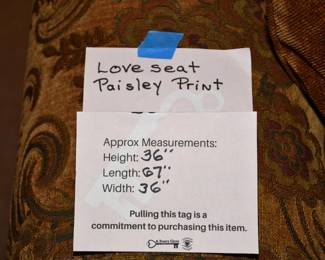 Love seat
Paisley Print
Approx Measurements:
Height: 36"
Length: 67"
Width: 36"
Pulling this tag is a
commitment to purchasing this item.